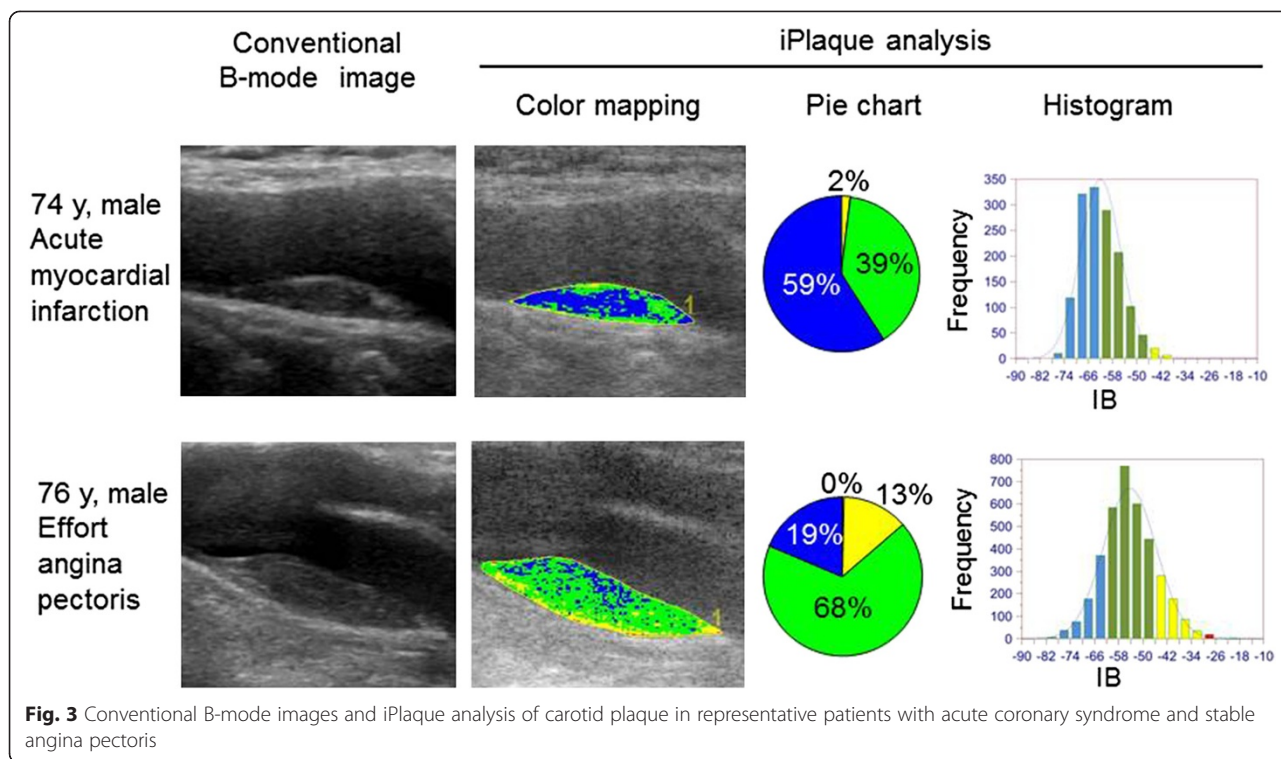 Conventional
B-mode image
iPlaque analysis
Color mapping
Pie chart
Histogram
74 y, male
Acute
myocardial
infarction
1
2%
39%
59%
Frequency
350
300
250
200
150
100
50
0
-90 -82 -74 -66 -58 -50 -42 -34 -26 -18 -10
IB
76 y, male
Effort
angina
pectoris
1
0%
13%
19%
68%
Frequency
800
700
600
500
400
300
200
100
0
-90 -82 -74 -66 -58 -50 -42 -34 -26 -18 -10
IB
Fig. 3 Conventional B-mode images and iPlaque analysis of carotid plaque in representative patients with acute coronary syndrome and stable
angina pectoris